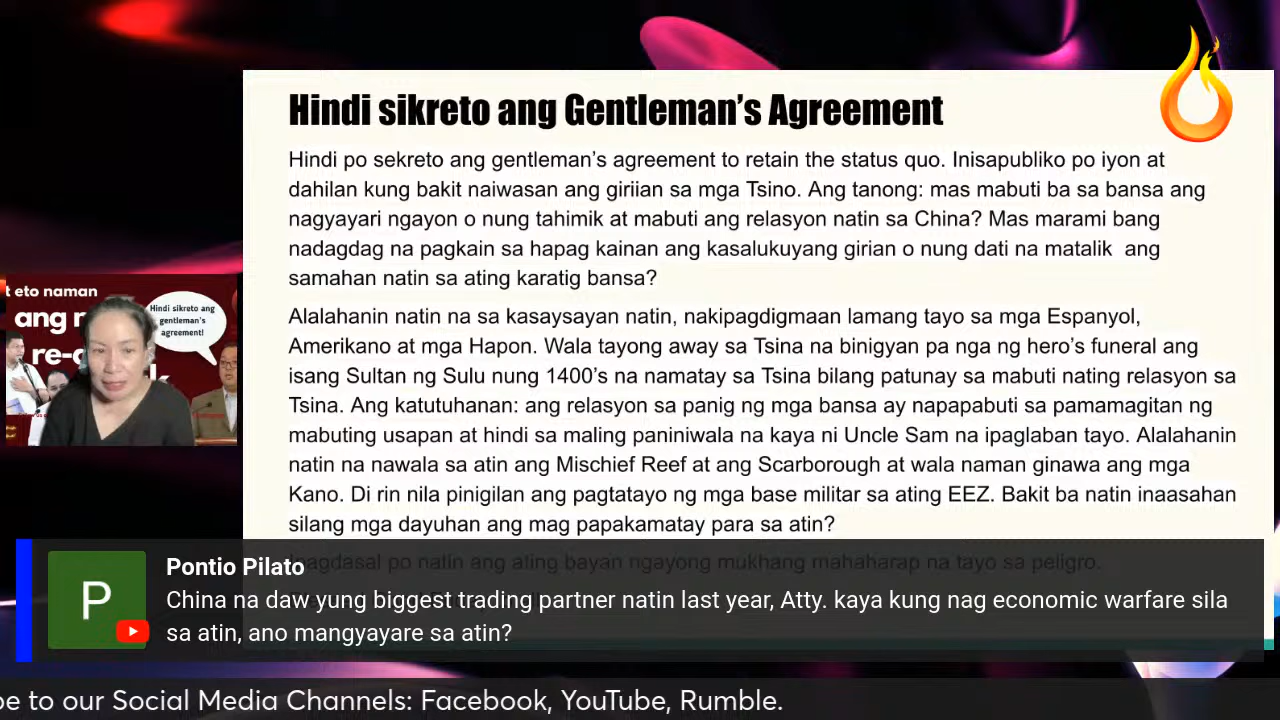 Hindi sikreto ang Gentleman's Agreement
Hindi po sekreto ang gentleman's agreement to retain the status quo. Inisapubliko po iyon at
dahilan kung bakit naiwasan ang giriian sa mga Tsino. Ang tanong: mas mabuti ba sa bansa ang
nagyayari ngayon o nung tahimik at mabuti ang relasyon natin sa China? Mas marami bang
nadagdag na pagkain sa hapag kainan ang kasalukuyang girian o nung dati na matalik ang
samahan natin sa ating karatig bansa?
Alalahanin natin na sa kasaysayan natin, nakipagdigmaan lamang tayo sa mga Espanyol,
Amerikano at mga Hapon. Wala tayong away sa Tsina na binigyan pa nga ng hero's funeral ang
isang Sultan ng Sulu nung 1400's na namatay sa Tsina bilang patunay sa mabuti nating relasyon sa
Tsina. Ang katutuhanan: ang relasyon sa panig ng mga bansa ay napapabuti sa pamamagitan ng
mabuting usapan at hindi sa maling paniniwala na kaya ni Uncle Sam na ipaglaban tayo. Alalahanin
natin na nawala sa atin ang Mischief Reef at ang Scarborough at wala naman ginawa ang mga
Kano. Di rin nila pinigilan ang pagtatayo ng mga base militar sa ating EEZ. Bakit ba natin inaasahan
silang mga dayuhan ang mag papakamatay para sa atin?
natin ang ating bayan ngayong mukhang mahaharap na tayo sa peligro.
t eto naman
ang
re-
Hindi sikreto ang
gentleman's
agreement!
P
Pontio Pilato
China na daw yung biggest trading partner natin last year, Atty. kaya kung nag economic warfare sila
sa atin, ano mangyayare sa atin?
be to our Social Media Channels: Facebook, YouTube, Rumble.